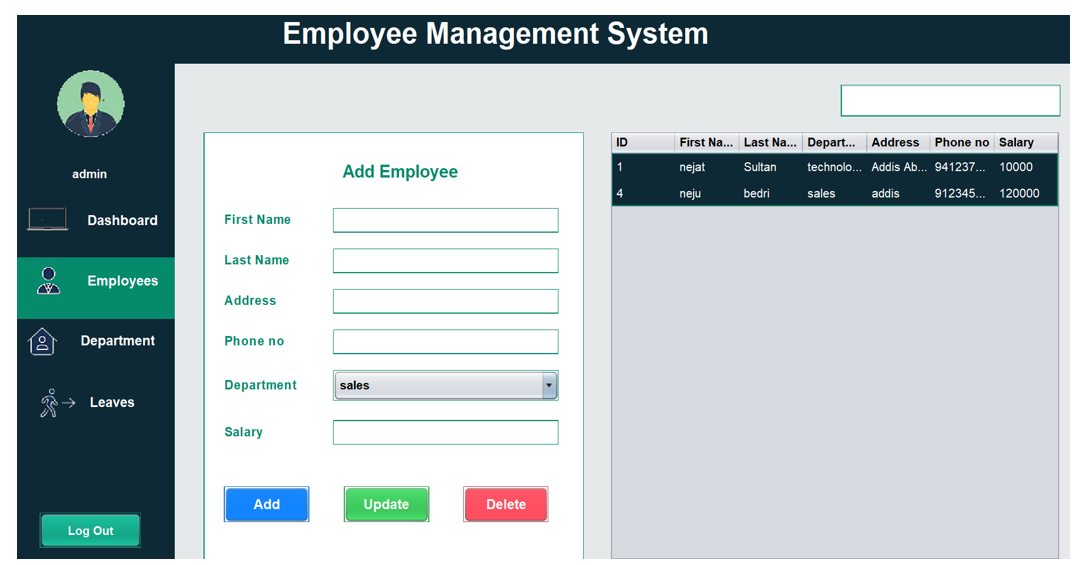 Employee Management System
admin
Dashboard
Employees
Department
Leaves
Log Out
Add Employee
First Name
Last Name
Address
Phone no
Department
sales
Salary
Add Update Delete
ID First Na... Last Na... Depart... Address Phone no Salary
1 nejat Sultan technolo... Addis Ab... 941237... 10000
4 neju bedri sales addis 912345... 120000